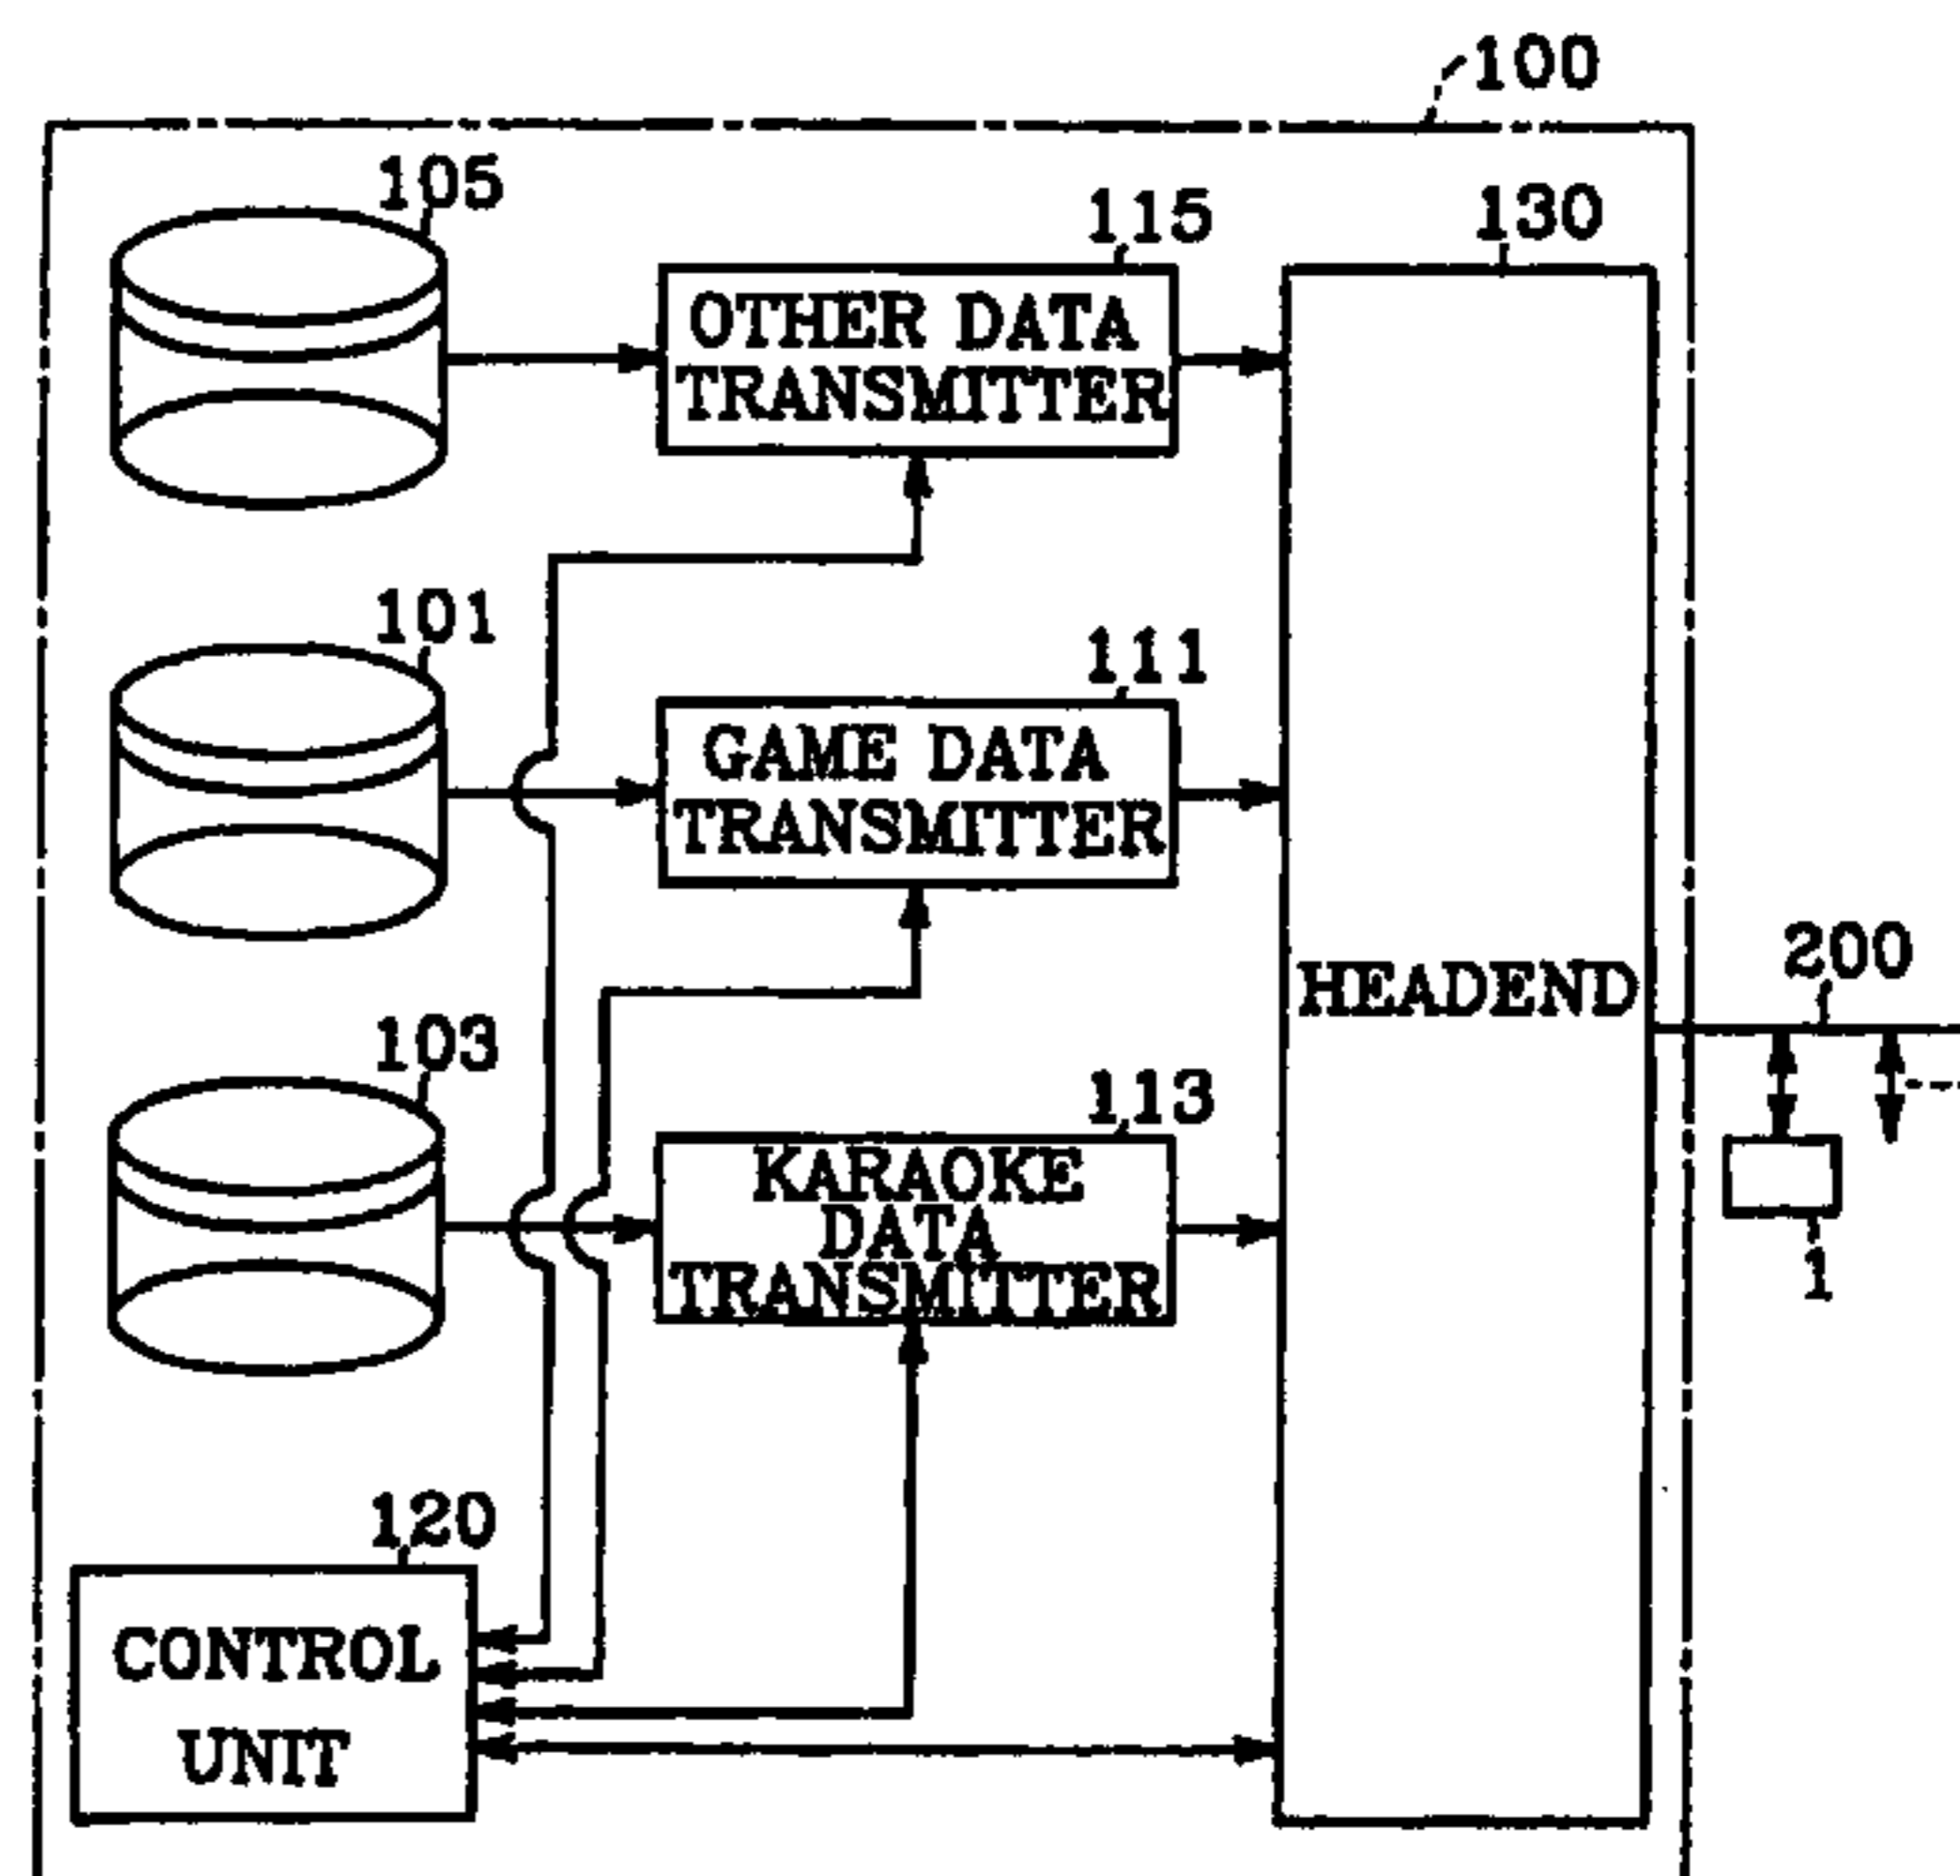 100
105
115
130
OTHER DATA
TRANSMITTER
101
111
GAME DATA
TRANSMITTER
200
HEADEND
103
113
KARAOKE
DATA
TRANSMITTER
1
120
CONTROL
UNIT